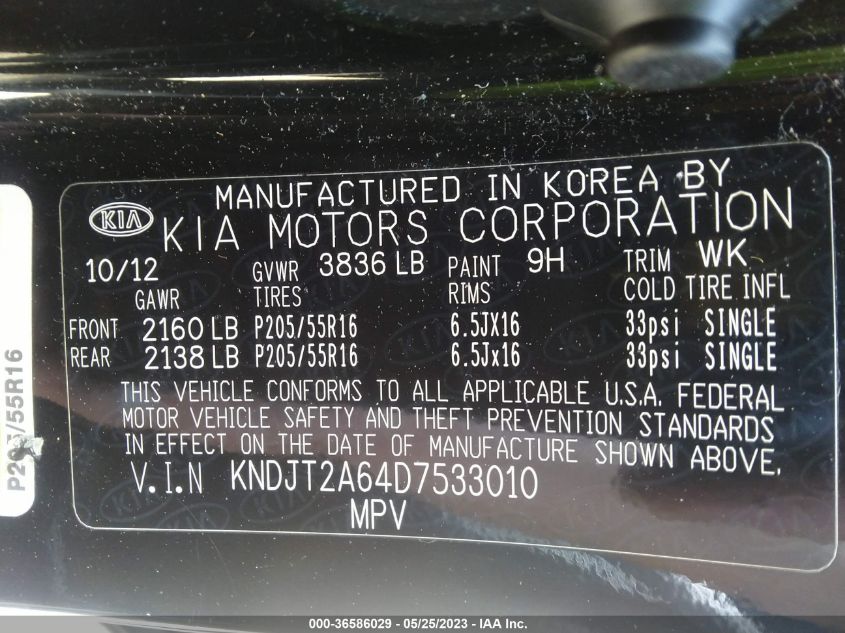 MANUFACTURED IN KOREA BY
KIA KIA MOTORS CORPORATION
10/12 GVWR 3836 LB PAINT 9H TRIM WK
GAWR TIRES RIMS COLD TIRE INFL
FRONT 2160 LB P205/55R16 6.5JX16 33psi SINGLE
REAR 2138 LB P205/55R16 6.5Jx16 33psi SINGLE
THIS VEHICLE CONFORMS TO ALL APPLICABLE U.S.A. FEDERAL
MOTOR VEHICLE SAFETY AND THEFT PREVENTION STANDARDS
IN EFFECT ON THE DATE OF MANUFACTURE SHOWN ABOVE.
V.I.N KNDJT2A64D7533010
MPV
P205/55R16
000-36586029 - 05/25/2023 - IAA Inc.